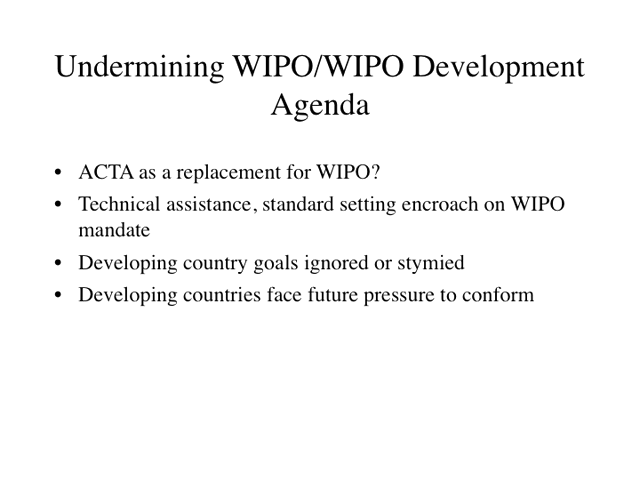 Undermining WIPO/WIPO Development
Agenda
• ACTA as a replacement for WIPO?
• Technical assistance, standard setting encroach on WIPO
mandate
• Developing country goals ignored or stymied
• Developing countries face future pressure to conform